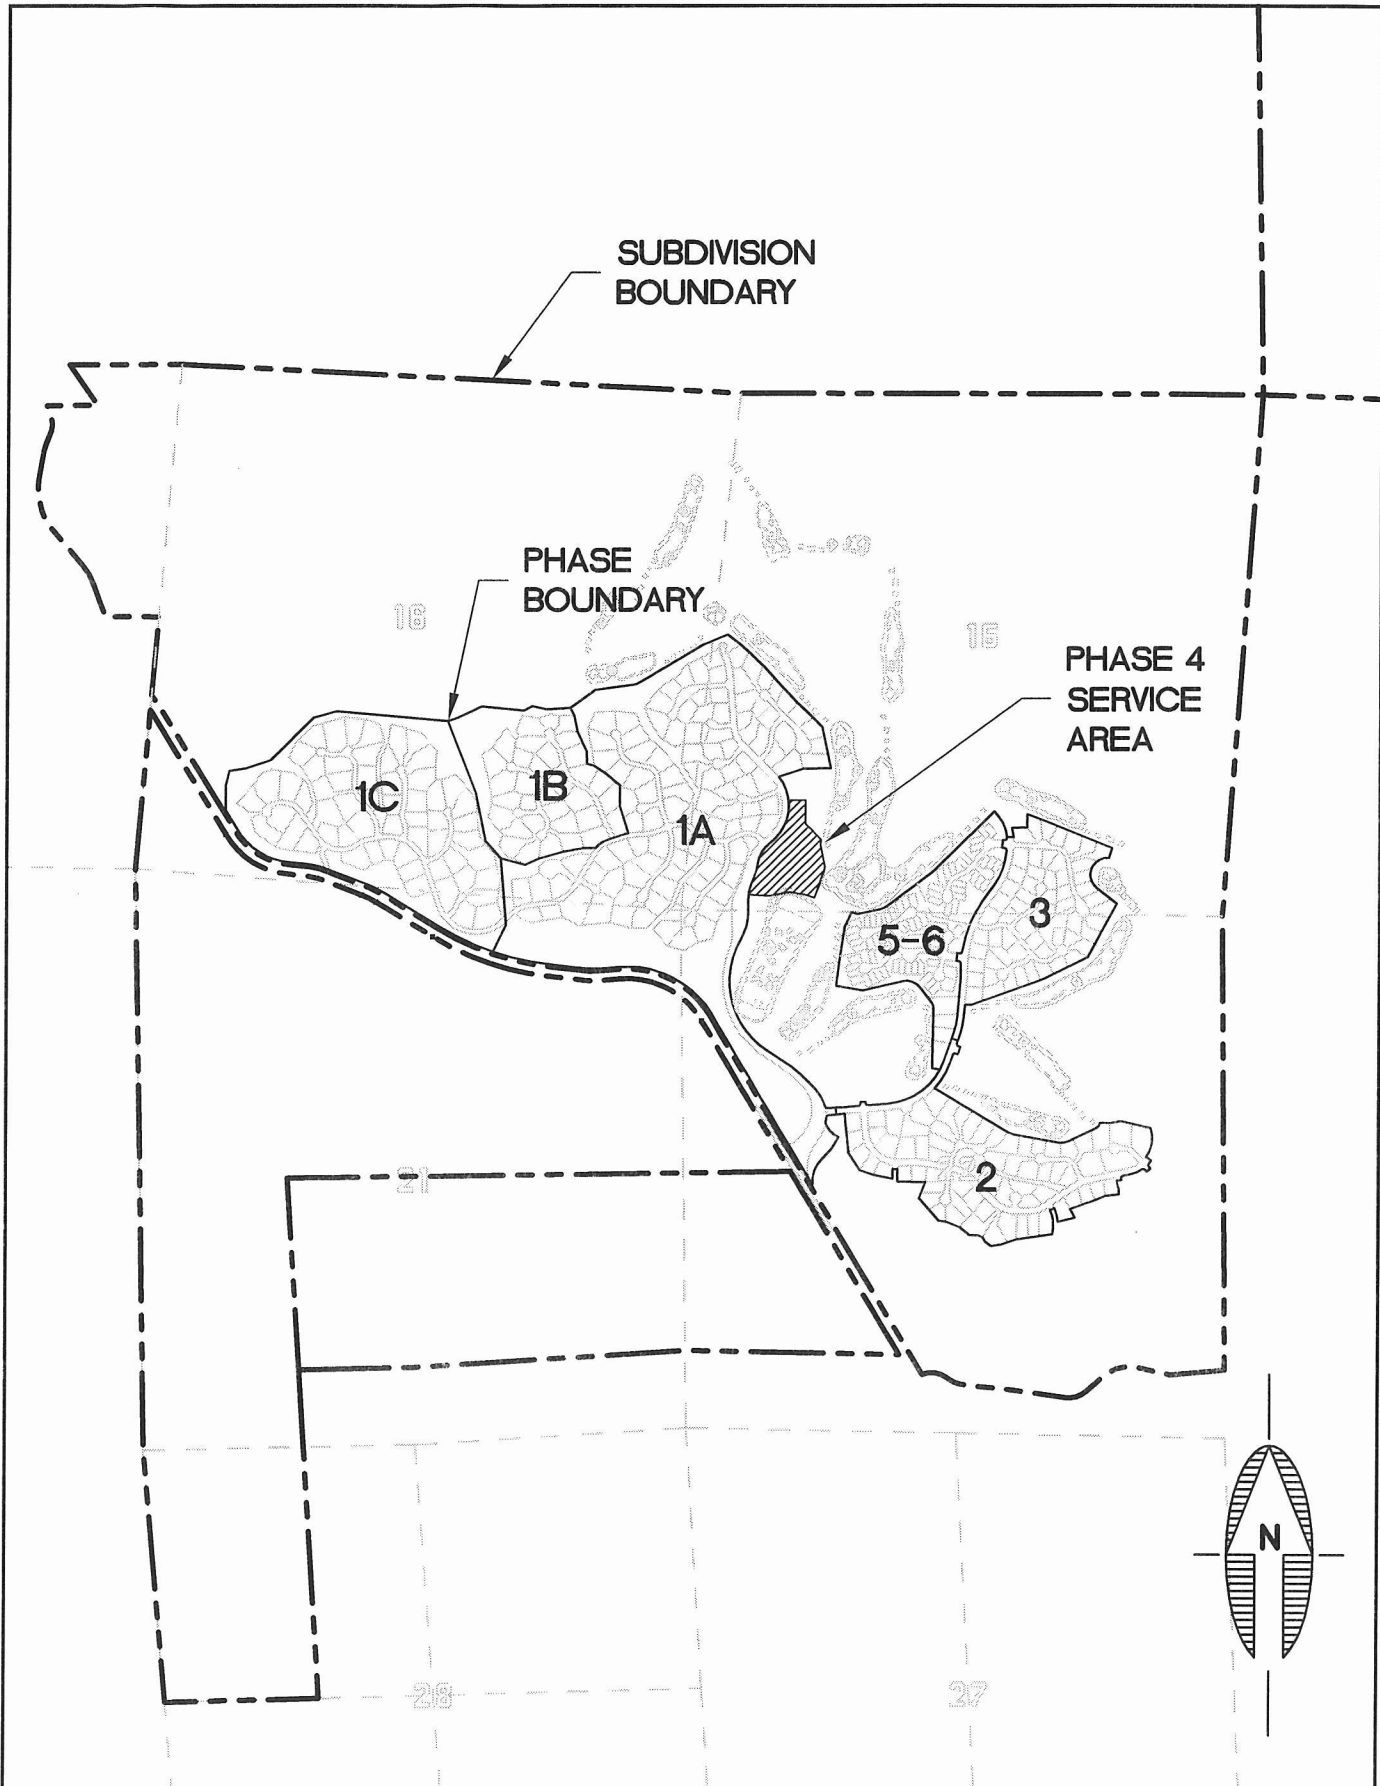 SUBDIVISION
BOUNDARY
PHASE
BOUNDARY
16
15
PHASE 4
SERVICE
AREA
1C
1B
1A
5-6
3
2
21
N
28
27